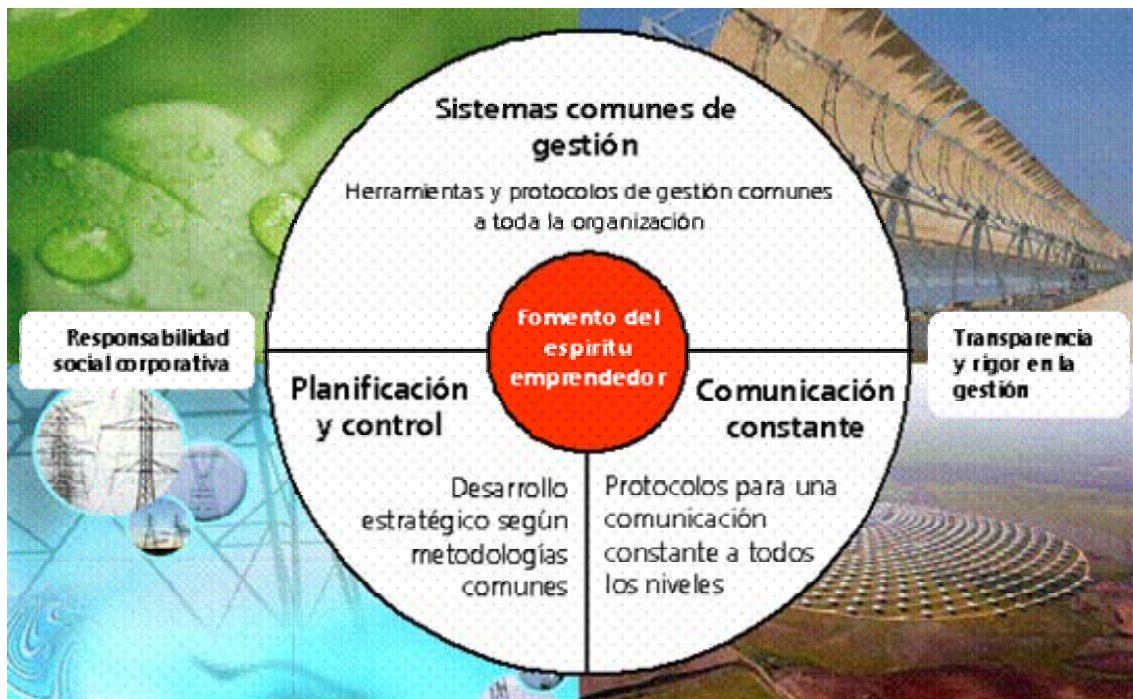 Sistemas comunes de
gestión
Herramientas y protocolos de gestión comunes
a toda la organización
Fomento del
espíritu
emprendedor
Responsabilidad
social corporativa
Transparencia
y rigor en la
gestión
Planificación
y control
Desarrollo
estratégico según
metodologías
comunes
Comunicación
constante
Protocolos para una
comunicación
constante a todos
los niveles